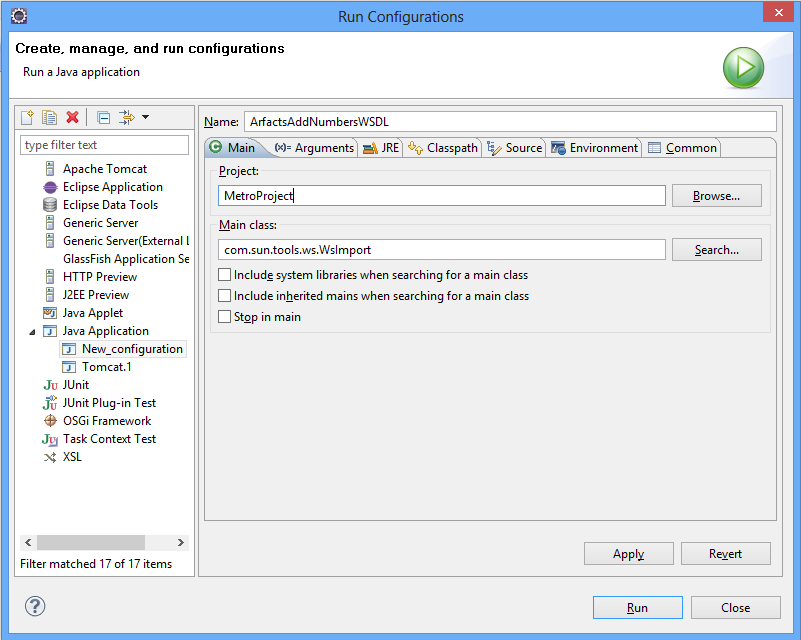 Run Configurations
Create, manage, and run configurations
Run a Java application
type filter text
Apache Tomcat
Eclipse Application
Eclipse Data Tools
Generic Server
Generic Server(External L
GlassFish Application Se
HTTP Preview
J2EE Preview
Java Applet
Java Application
New_configuration
Tomcat.1
JUnit
JUnit Plug-in Test
OSGi Framework
Task Context Test
XSL
Filter matched 17 of 17 items
Name: ArfactsAddNumbersWSDL
Main (x)= Arguments JRE Classpath Source Environment Common
Project:
MetroProject Browse...
Main class:
com.sun.tools.ws.WsImport Search...
Include system libraries when searching for a main class
Include inherited mains when searching for a main class
Stop in main
Apply Revert
Run Close